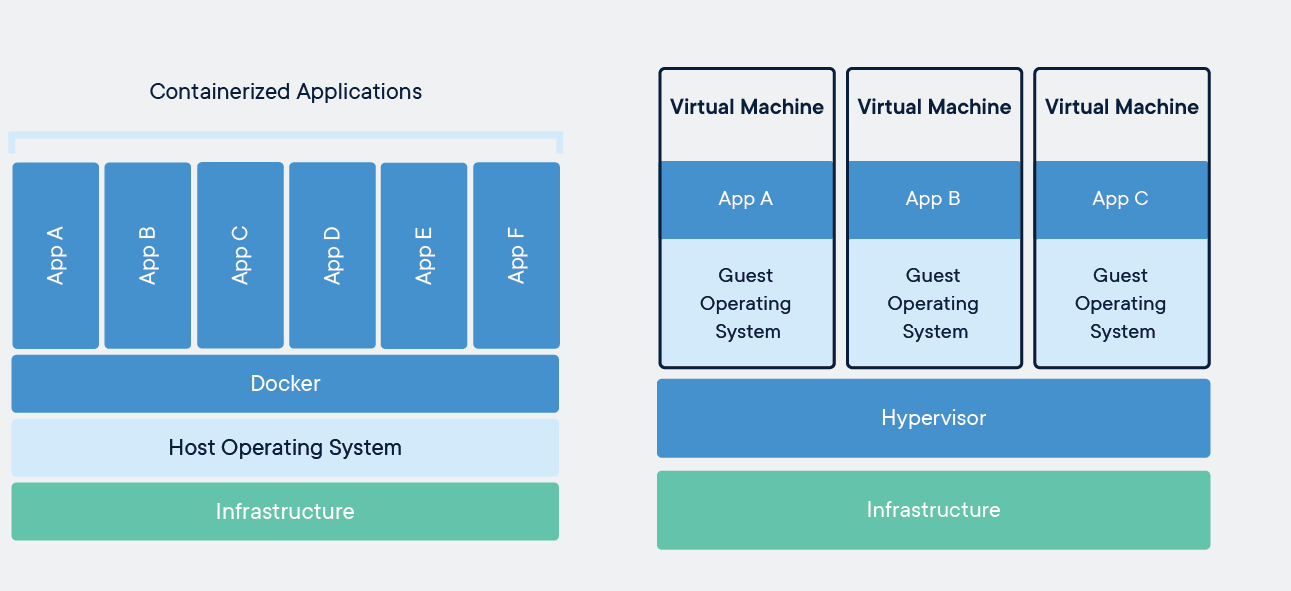 Containerized Applications
App A
App B
App C
App D
App E
App F
Docker
Host Operating System
Infrastructure
Virtual Machine
App A
Guest
Operating
System
Virtual Machine
App B
Guest
Operating
System
Virtual Machine
App C
Guest
Operating
System
Hypervisor
Infrastructure